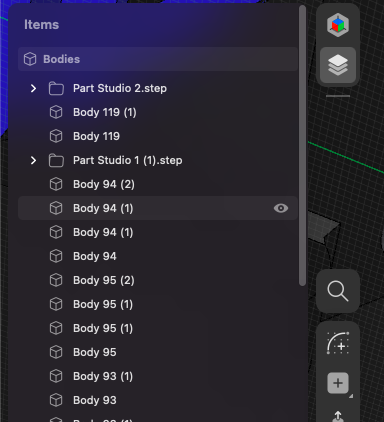 Items
Bodies
Part Studio 2.step
Body 119 (1)
Body 119
Part Studio 1 (1).step
Body 94 (2)
Body 94 (1)
Body 94 (1)
Body 94
Body 95 (2)
Body 95 (1)
Body 95 (1)
Body 95
Body 93 (1)
Body 93